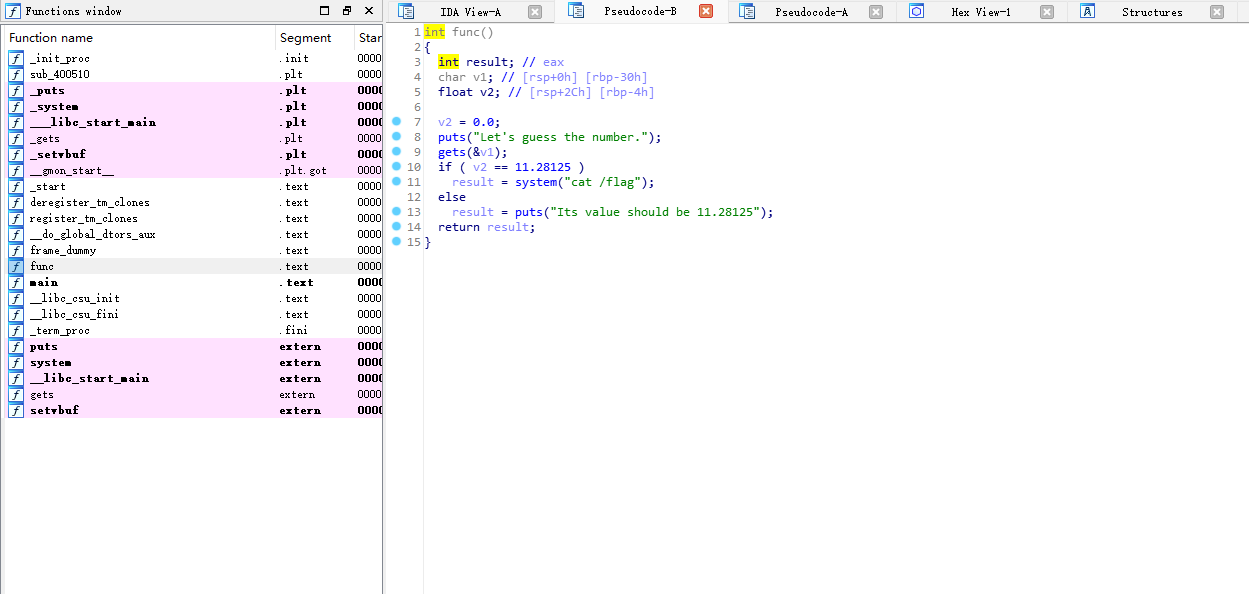 Functions window
IDA View-A
Pseudocode-B
Pseudocode-A
Hex View-1
Structures
Function name Segment Star
f _init_proc .init 0000
f sub_400510 .plt 0000
f _puts .plt 0000
f _system .plt 0000
f ___libc_start_main .plt 0000
f _gets .plt 0000
f _setvbuf .plt 0000
f __gmon_start__ .plt.got 0000
f _start .text 0000
f deregister_tm_clones .text 0000
f register_tm_clones .text 0000
f __do_global_dtors_aux .text 0000
f frame_dummy .text 0000
f func .text 0000
f main .text 0000
f __libc_csu_init .text 0000
f __libc_csu_fini .text 0000
f _term_proc .fini 0000
f puts extern 0000
f system extern 0000
f __libc_start_main extern 0000
f gets extern 0000
f setvbuf extern 0000
1 int func()
2 {
3 int result; // eax
4 char v1; // [rsp+0h] [rbp-30h]
5 float v2; // [rsp+2Ch] [rbp-4h]
6
7 v2 = 0.0;
8 puts("Let's guess the number.");
9 gets(&v1);
10 if ( v2 == 11.28125 )
11 result = system("cat /flag");
12 else
13 result = puts("Its value should be 11.28125");
14 return result;
15 }